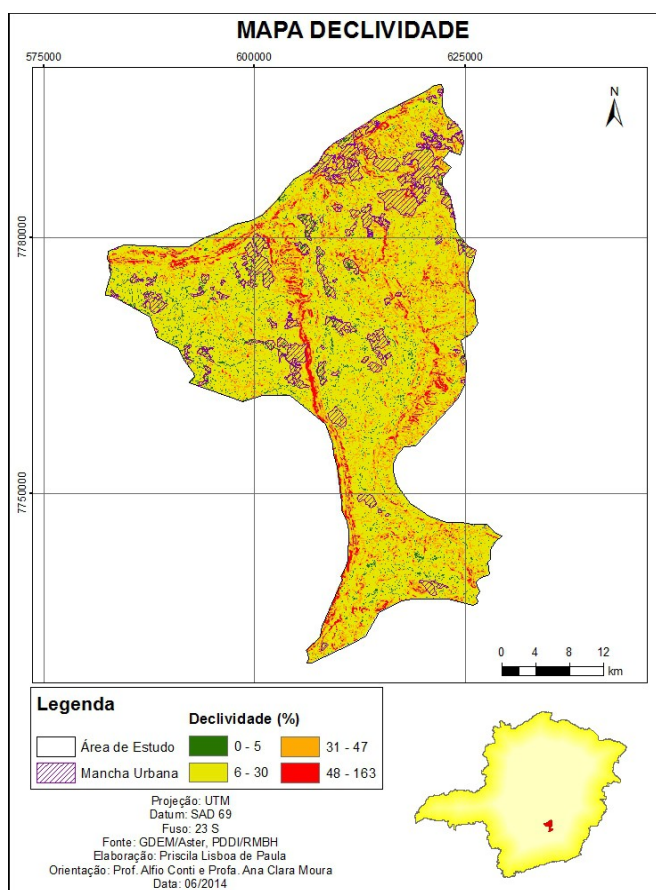 MAPA DECLIVIDADE
575000
600000
625000
N
7780000
7750000
0 4 8 12
km
Legenda
Área de Estudo
Mancha Urbana
Declividade (%)
0 - 5
6 - 30
31 - 47
48 - 163
Projeção: UTM
Datum: SAD 69
Fuso: 23 S
Fonte: GDEM/Aster, PDDI/RMBH
Elaboração: Priscila Lisboa de Paula
Orientação: Prof. Alfio Conti e Profa. Ana Clara Moura
Data: 06/2014